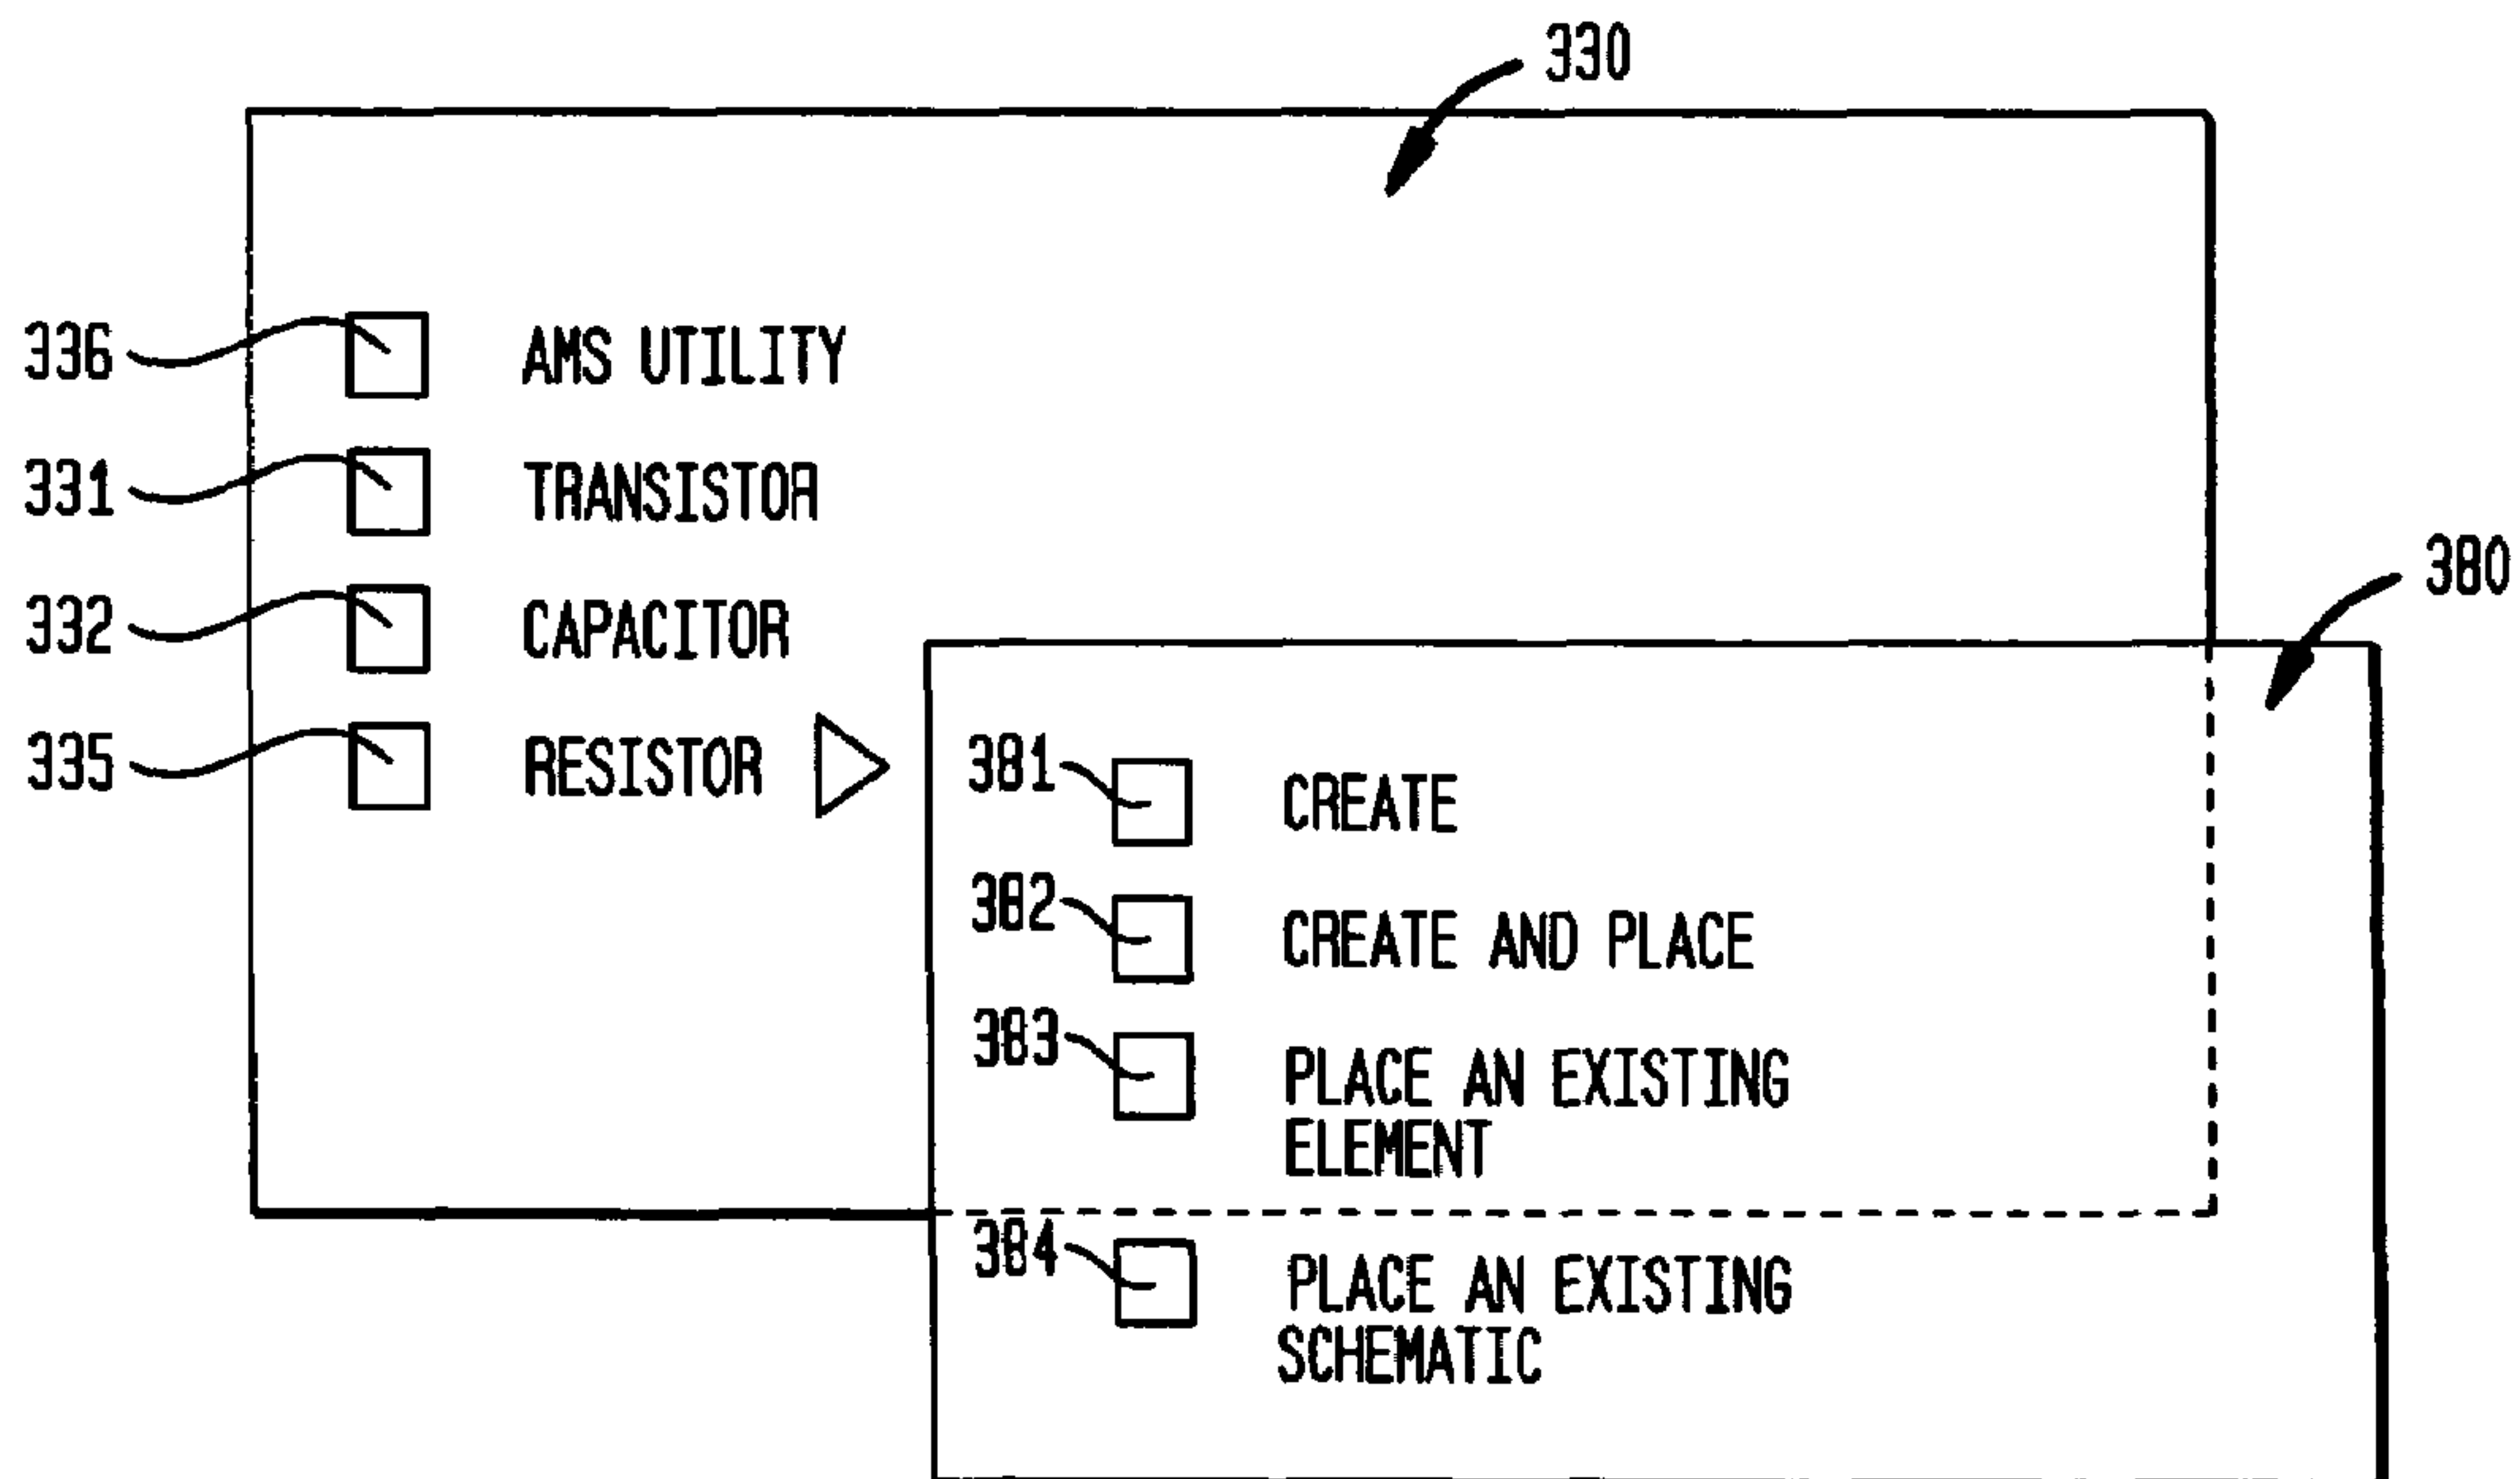 330
336 AMS UTILITY
331 TRANSISTOR
332 CAPACITOR
335 RESISTOR
380
381 CREATE
382 CREATE AND PLACE
383 PLACE AN EXISTING
ELEMENT
384 PLACE AN EXISTING
SCHEMATIC